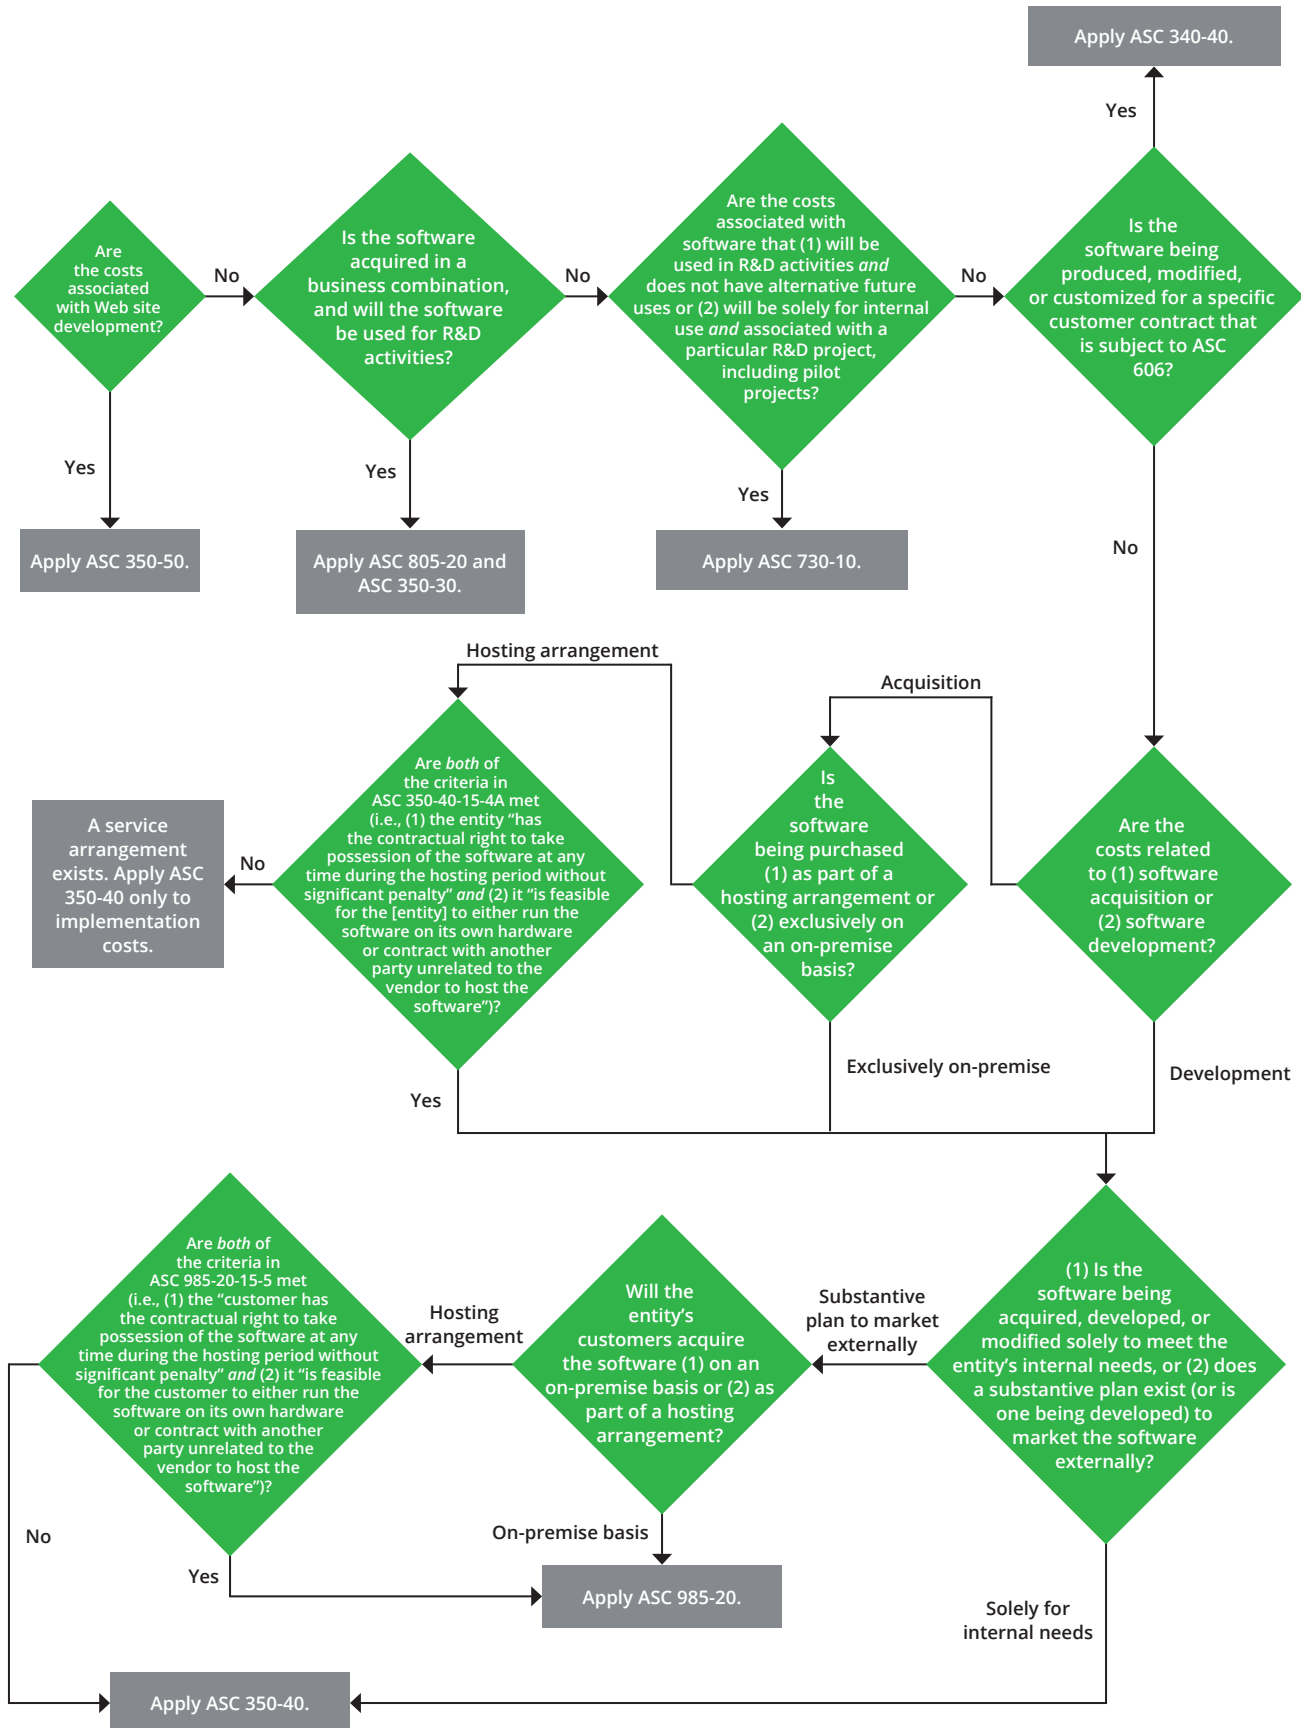 Apply ASC 340-40.
Yes
Are
the costs
associated
with Web site
development?
No
Is the software
acquired in a
business combination,
and will the software
be used for R&D
activities?
No
Are the costs
associated with
software that (1) will be
used in R&D activities and
does not have alternative future
uses or (2) will be solely for internal
use and associated with a
particular R&D project,
including pilot
projects?
No
Is the
software being
produced, modified,
or customized for a specific
customer contract that
is subject to ASC
606?
Yes
Yes
Yes
No
Apply ASC 350-50.
Apply ASC 805-20 and
ASC 350-30.
Apply ASC 730-10.
Hosting arrangement
Acquisition
A service
arrangement
exists. Apply ASC
350-40 only to
implementation
costs.
No
Are both of
the criteria in
ASC 350-40-15-4A met
(i.e., (1) the entity “has
the contractual right to take
possession of the software at any
time during the hosting period without
significant penalty” and (2) it “is feasible
for the [entity] to either run the
software on its own hardware
or contract with another
party unrelated to the
vendor to host the
software”)?
Is
the
software
being purchased
(1) as part of a
hosting arrangement or
(2) exclusively on
an on-premise
basis?
Are the
costs related
to (1) software
acquisition or
(2) software
development?
Yes
Exclusively on-premise
Development
Are both of
the criteria in
ASC 985-20-15-5 met
(i.e., (1) the “customer has
the contractual right to take
possession of the software at any
time during the hosting period without
significant penalty” and (2) it “is feasible
for the customer to either run the
software on its own hardware
or contract with another
party unrelated to the
vendor to host the
software”)?
Hosting
arrangement
Will the
entity’s
customers acquire
the software (1) on an
on-premise basis or (2) as
part of a hosting
arrangement?
Substantive
plan to market
externally
(1) Is the
software being
acquired, developed, or
modified solely to meet the
entity’s internal needs, or (2) does
a substantive plan exist (or is
one being developed) to
market the software
externally?
No
Yes
On-premise basis
Apply ASC 985-20.
Solely for
internal needs
Apply ASC 350-40.